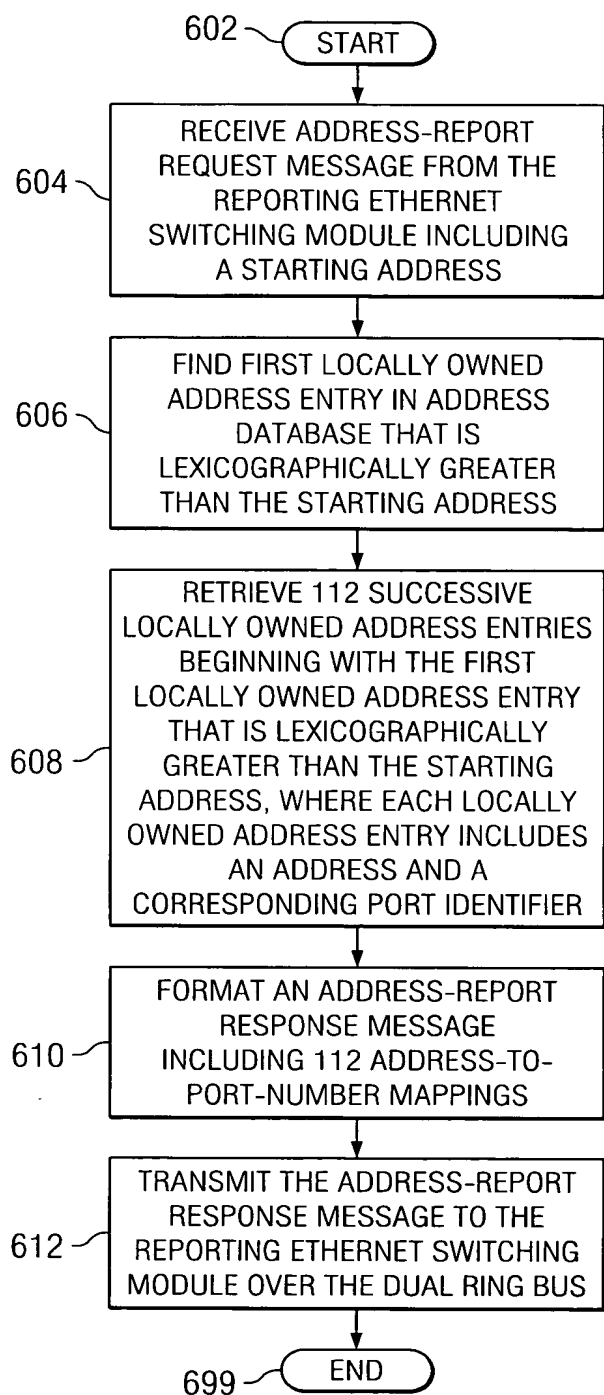 602
START
604
RECEIVE ADDRESS-REPORT
REQUEST MESSAGE FROM THE
REPORTING ETHERNET
SWITCHING MODULE INCLUDING
A STARTING ADDRESS
606
FIND FIRST LOCALLY OWNED
ADDRESS ENTRY IN ADDRESS
DATABASE THAT IS
LEXICOGRAPHICALLY GREATER
THAN THE STARTING ADDRESS
608
RETRIEVE 112 SUCCESSIVE
LOCALLY OWNED ADDRESS ENTRIES
BEGINNING WITH THE FIRST
LOCALLY OWNED ADDRESS ENTRY
THAT IS LEXICOGRAPHICALLY
GREATER THAN THE STARTING
ADDRESS, WHERE EACH LOCALLY
OWNED ADDRESS ENTRY INCLUDES
AN ADDRESS AND A
CORRESPONDING PORT IDENTIFIER
610
FORMAT AN ADDRESS-REPORT
RESPONSE MESSAGE
INCLUDING 112 ADDRESS-TO-
PORT-NUMBER MAPPINGS
612
TRANSMIT THE ADDRESS-REPORT
RESPONSE MESSAGE TO THE
REPORTING ETHERNET SWITCHING
MODULE OVER THE DUAL RING BUS
699
END